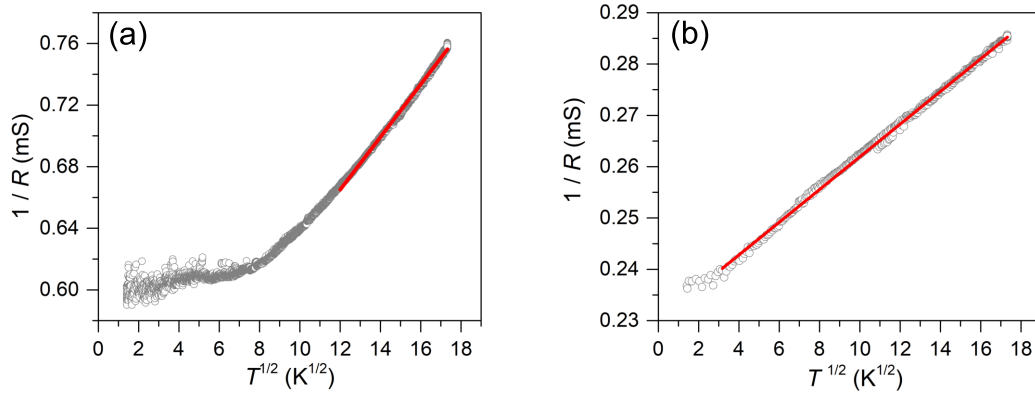 (a)
1 / R (mS)
0.76
0.72
0.68
0.64
0.60
0 2 4 6 8 10 12 14 16 18
T^{1/2} (K^{1/2})
(b)
1 / R (mS)
0.29
0.28
0.27
0.26
0.25
0.24
0.23
0 2 4 6 8 10 12 14 16 18
T^{1/2} (K^{1/2})